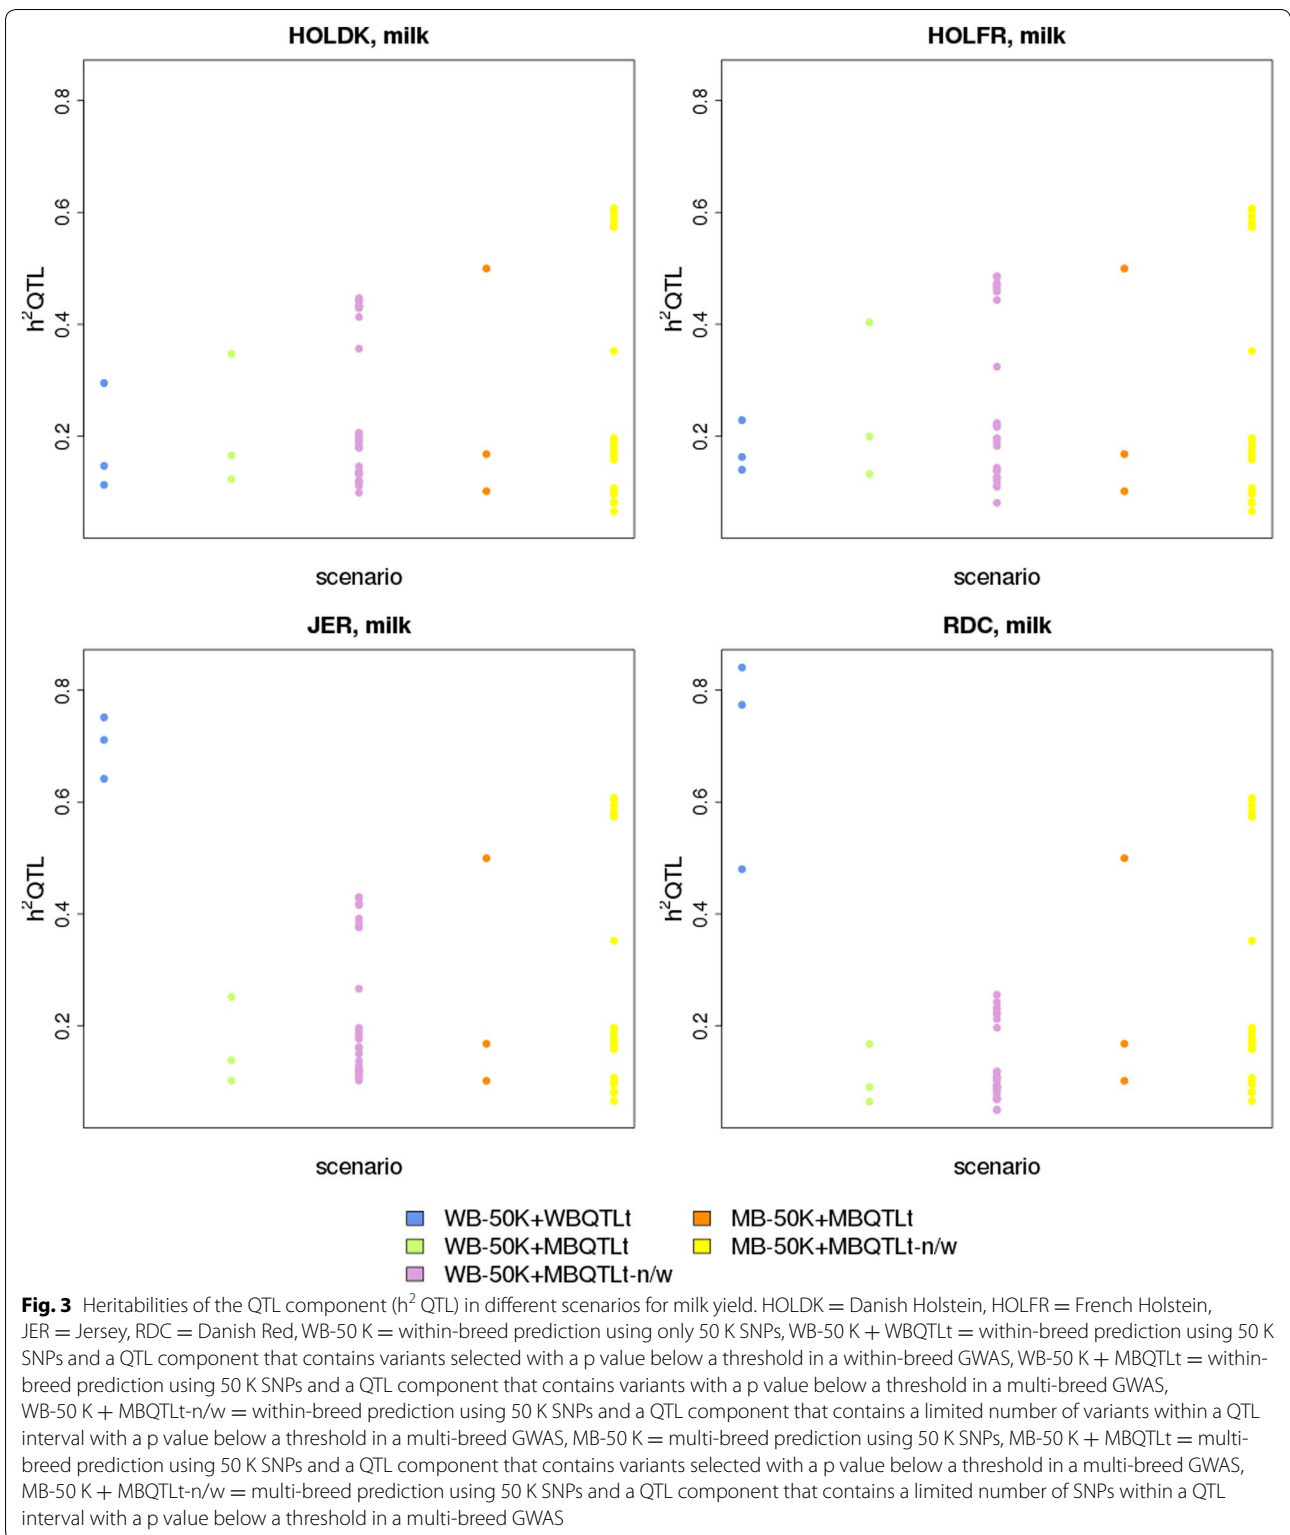 HOLDK, milk
HOLFR, milk
0.8
0.6
0.4
0.2
h²QTL
scenario
0.8
0.6
0.4
0.2
h²QTL
scenario
JER, milk
RDC, milk
0.8
0.6
0.4
0.2
h²QTL
scenario
0.8
0.6
0.4
0.2
h²QTL
scenario
WB-50K+WBQTLt
WB-50K+MBQTLt
WB-50K+MBQTLt-n/w
MB-50K+MBQTLt
MB-50K+MBQTLt-n/w
Fig. 3 Heritabilities of the QTL component (h² QTL) in different scenarios for milk yield. HOLDK = Danish Holstein, HOLFR = French Holstein,
JER = Jersey, RDC = Danish Red, WB-50 K = within-breed prediction using only 50 K SNPs, WB-50 K + WBQTLt = within-breed prediction using 50 K
SNPs and a QTL component that contains variants selected with a p value below a threshold in a within-breed GWAS, WB-50 K + MBQTLt = within-
breed prediction using 50 K SNPs and a QTL component that contains variants with a p value below a threshold in a multi-breed GWAS,
WB-50 K + MBQTLt-n/w = within-breed prediction using 50 K SNPs and a QTL component that contains a limited number of variants within a QTL
interval with a p value below a threshold in a multi-breed GWAS, MB-50 K = multi-breed prediction using 50 K SNPs, MB-50 K + MBQTLt = multi-
breed prediction using 50 K SNPs and a QTL component that contains variants selected with a p value below a threshold in a multi-breed GWAS,
MB-50 K + MBQTLt-n/w = multi-breed prediction using 50 K SNPs and a QTL component that contains a limited number of SNPs within a QTL
interval with a p value below a threshold in a multi-breed GWAS